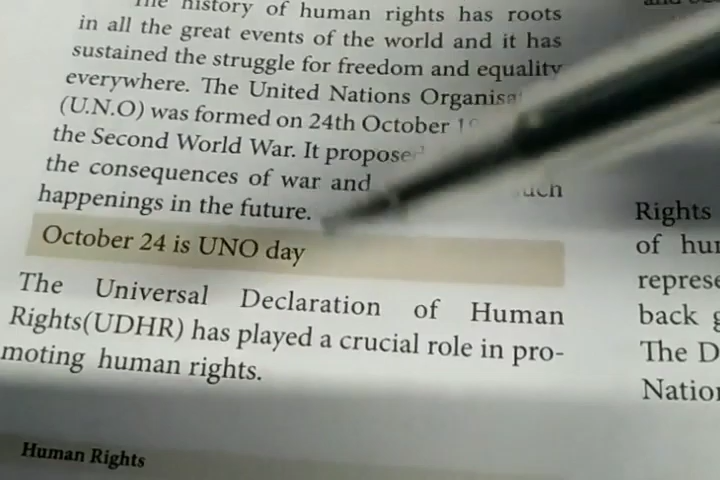 The history of human rights has roots
in all the great events of the world and it has
sustained the struggle for freedom and equality
everywhere. The United Nations
(U.N.O) was formed on 24th October
the Second World War. It
the consequences of war and
happenings in the future.
October 24 is UNO day
The Universal Declaration of Human
Rights(UDHR) has played a crucial role in pro-
moting human rights.
Human Rights
Rights
of
back
The